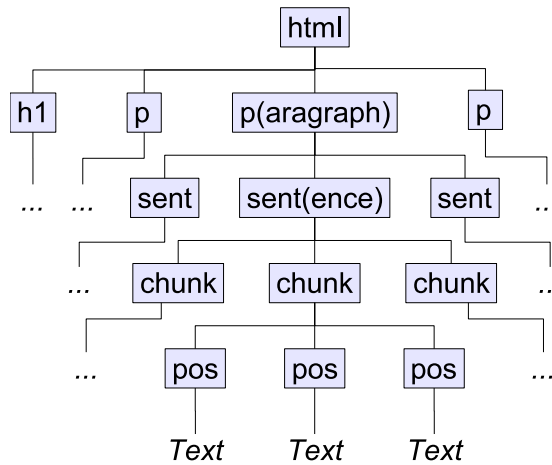 html
h1 p p(aragraph) p
... ... sent sent(ence) sent ..
... chunk chunk chunk ..
... pos pos pos ...
Text Text Text